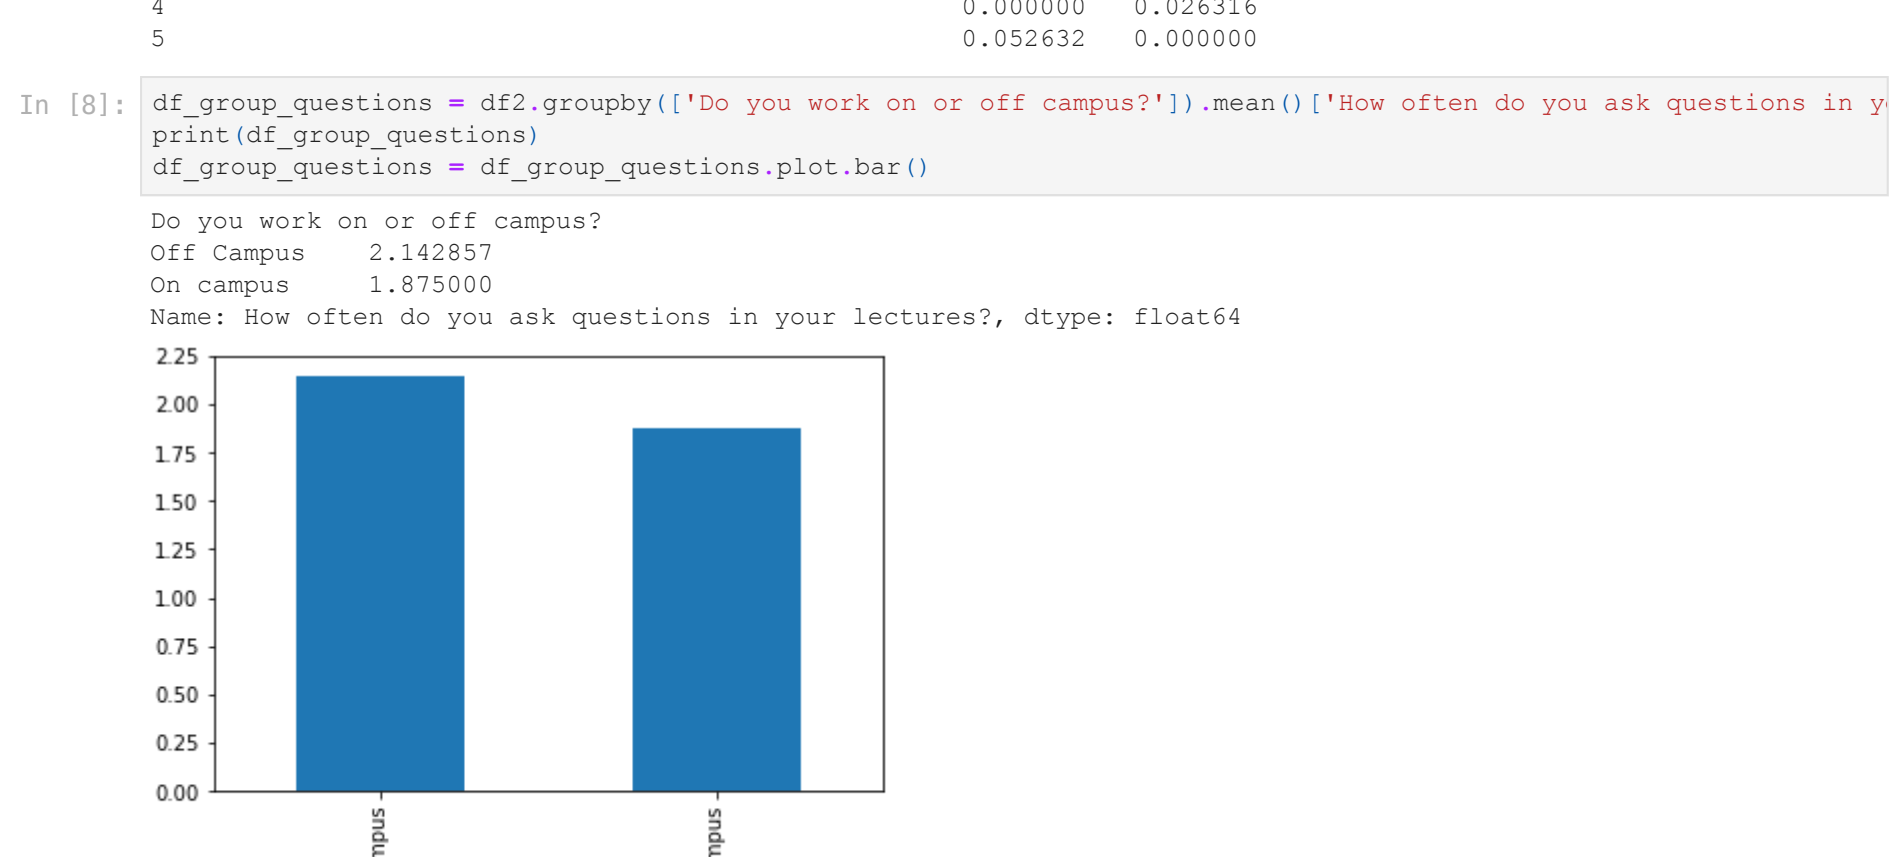 4 0.000000 0.026316
5 0.052632 0.000000
In [8]: df_group_questions = df2.groupby(['Do you work on or off campus?']).mean()['How often do you ask questions in y
print(df_group_questions)
df_group_questions = df_group_questions.plot.bar()
Do you work on or off campus?
Off Campus 2.142857
On campus 1.875000
Name: How often do you ask questions in your lectures?, dtype: float64
2.25
2.00
1.75
1.50
1.25
1.00
0.75
0.50
0.25
0.00
mpus
mpus